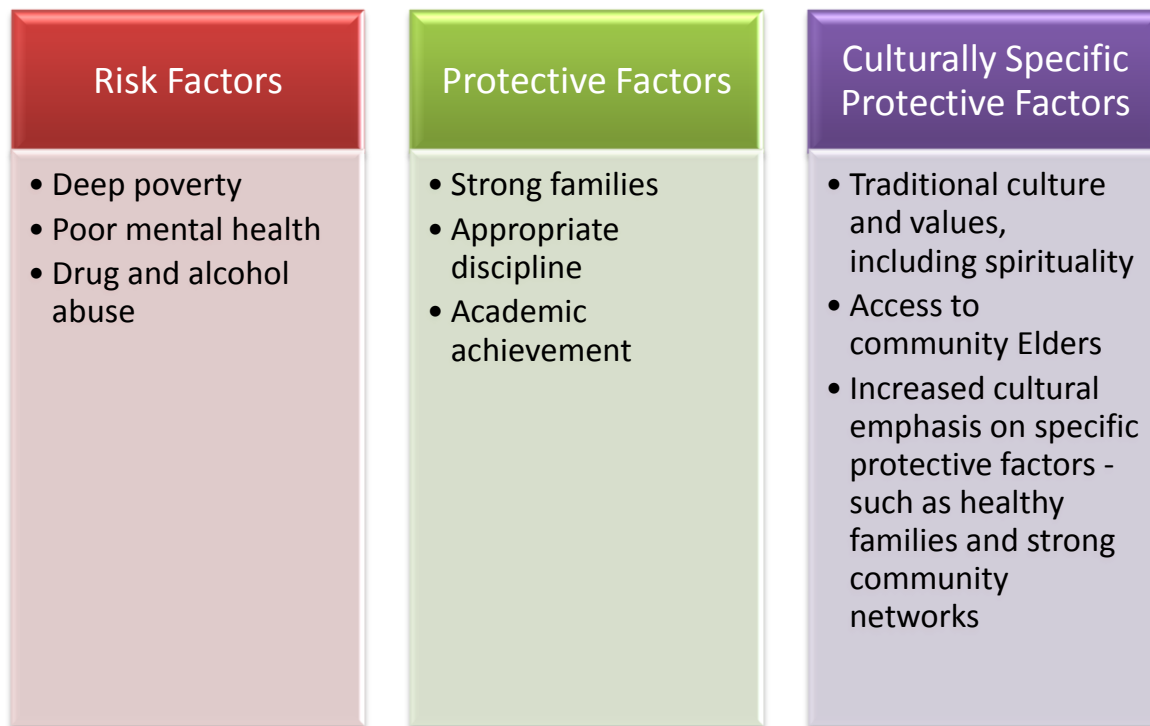 Risk Factors
• Deep poverty
• Poor mental health
• Drug and alcohol
abuse
Protective Factors
• Strong families
• Appropriate
discipline
• Academic
achievement
Culturally Specific
Protective Factors
• Traditional culture
and values,
including spirituality
• Access to
community Elders
• Increased cultural
emphasis on specific
protective factors -
such as healthy
families and strong
community
networks